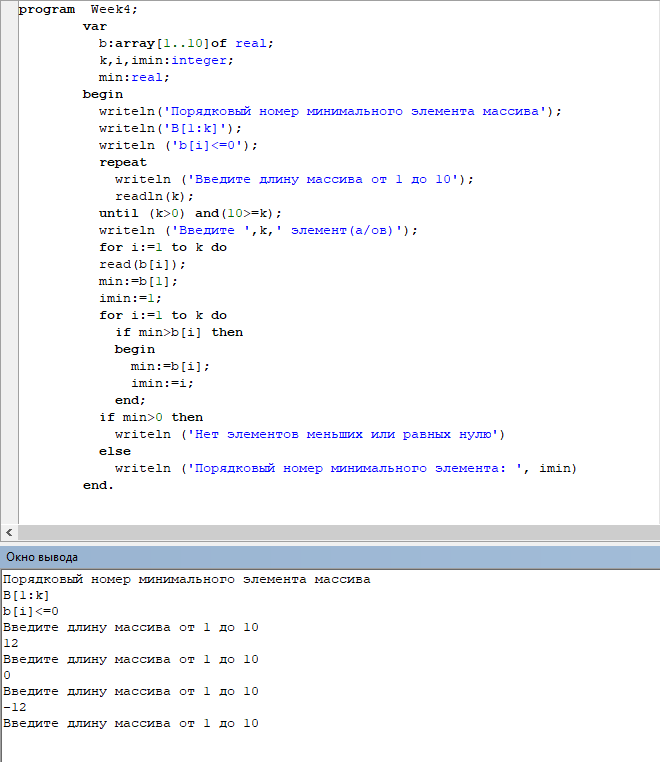 program  Week4;
var
b:array[1..10]of real;
k,i,imin:integer;
min:real;
begin
writeln('Порядковый номер минимального элемента массива');
writeln('B[1:k]');
writeln ('b[i]<=0');
repeat
writeln ('Введите длину массива от 1 до 10');
readln(k);
until (k>0) and(10>=k);
writeln ('Введите ',k,' элемент(а/ов)');
for i:=1 to k do
read(b[i]);
min:=b[1];
imin:=1;
for i:=1 to k do
if min>b[i] then
begin
min:=b[i];
imin:=i;
end;
if min>0 then
writeln ('Нет элементов меньших или равных нулю')
else
writeln ('Порядковый номер минимального элемента: ', imin)
end.
Окно вывода
Порядковый номер минимального элемента массива
B[1:k]
b[i]<=0
Введите длину массива от 1 до 10
12
Введите длину массива от 1 до 10
0
Введите длину массива от 1 до 10
-12
Введите длину массива от 1 до 10